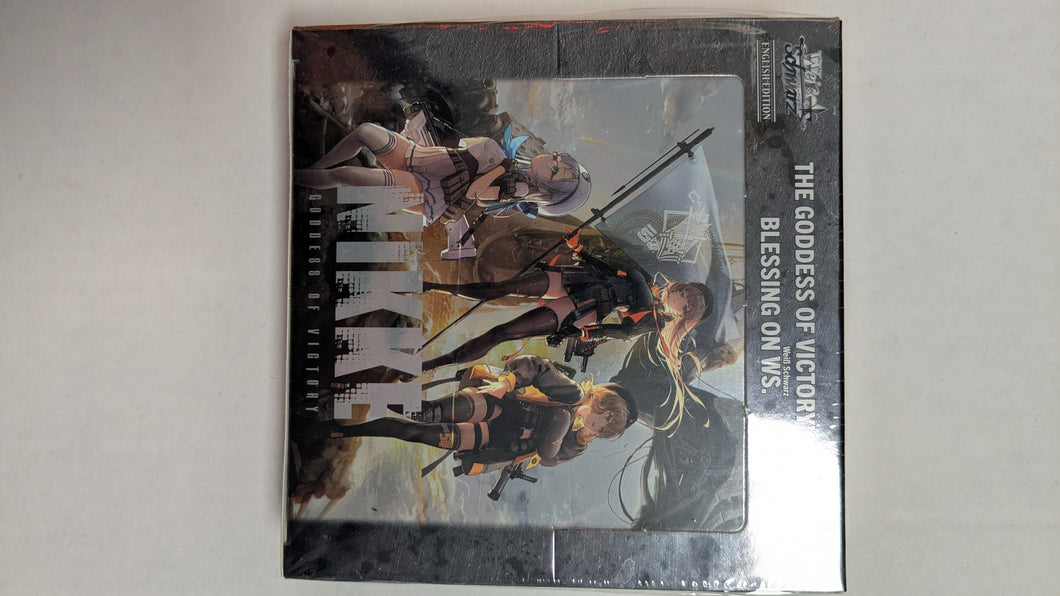 Weiß
Schwarz
ENGLISH EDITION
THE GODDESS OF VICTORY
Weiß Schwarz
BLESSING ON WS.
NIKKE
GODDESS OF VICTORY